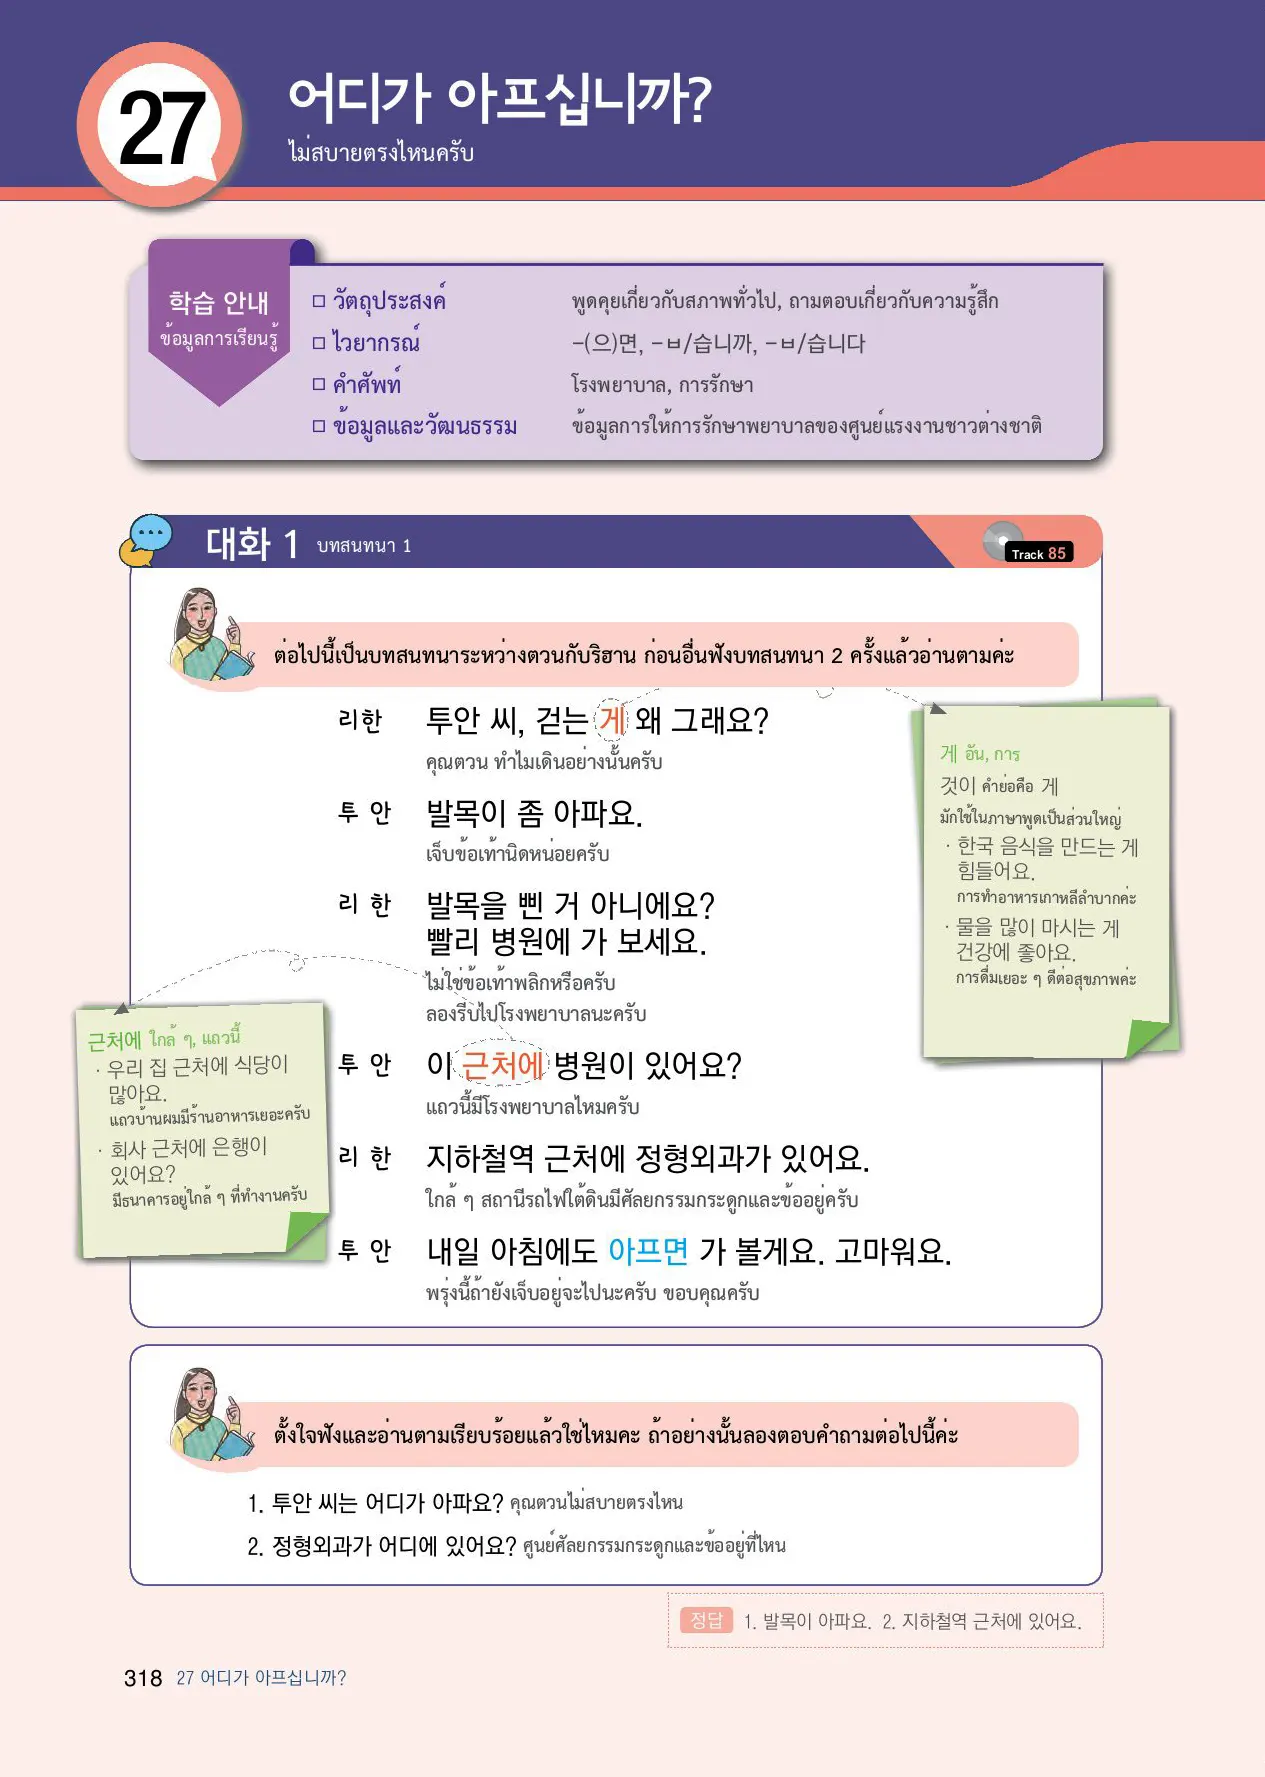 27
어디가 아프십니까?
ไม่สบายตรงไหนครับ
학습 안내
ข้อมูลการเรียนรู้
□ วัตถุประสงค์ พูดคุยเกี่ยวกับสภาพทั่วไป, ถามตอบเกี่ยวกับความรู้สึก
□ ไวยากรณ์ -(으)면, -ㅂ/습니까, -ㅂ/습니다
□ คำศัพท์ โรงพยาบาล, การรักษา
□ ข้อมูลและวัฒนธรรม ข้อมูลการให้การรักษาพยาบาลของศูนย์แรงงานชาวต่างชาติ
대화 1 บทสนทนา 1
Track 85
ต่อไปนี้เป็นบทสนทนาระหว่างตวนกับริฮาน ก่อนอื่นฟังบทสนทนา 2 ครั้งแล้วอ่านตามค่ะ
리한 투안 씨, 걷는 게 왜 그래요?
คุณตวน ทำไมเดินอย่างนั้นครับ
투 안 발목이 좀 아파요.
เจ็บข้อเท้านิดหน่อยครับ
리 한 발목을 삔 거 아니에요?
빨리 병원에 가 보세요.
ไม่ใช่ข้อเท้าพลิกหรือครับ
ลองรีบไปโรงพยาบาลนะครับ
투 안 이 근처에 병원이 있어요?
แถวนี้มีโรงพยาบาลไหมครับ
리 한 지하철역 근처에 정형외과가 있어요.
ใกล้ ๆ สถานีรถไฟใต้ดินมีศัลยกรรมกระดูกและข้ออยู่ครับ
투 안 내일 아침에도 아프면 가 볼게요. 고마워요.
พรุ่งนี้ถ้ายังเจ็บอยู่จะไปนะครับ ขอบคุณครับ
게 อัน, การ
것이 คำย่อคือ 게
มักใช้ในภาษาพูดเป็นส่วนใหญ่
· 한국 음식을 만드는 게
힘들어요.
การทำอาหารเกาหลีลำบากค่ะ
· 물을 많이 마시는 게
건강에 좋아요.
การดื่มเยอะ ๆ ดีต่อสุขภาพค่ะ
근처에 ใกล้ ๆ, แถวนี้
· 우리 집 근처에 식당이
많아요.
แถวบ้านผมมีร้านอาหารเยอะครับ
· 회사 근처에 은행이
있어요?
มีธนาคารอยู่ใกล้ ๆ ที่ทำงานครับ
ตั้งใจฟังและอ่านตามเรียบร้อยแล้วใช่ไหมคะ ถ้าอย่างนั้นลองตอบคำถามต่อไปนี้ค่ะ
1. 투안 씨는 어디가 아파요? คุณตวนไม่สบายตรงไหน
2. 정형외과가 어디에 있어요? ศูนย์ศัลยกรรมกระดูกและข้ออยู่ที่ไหน
정답 1. 발목이 아파요. 2. 지하철역 근처에 있어요.
318 27 어디가 아프십니까?